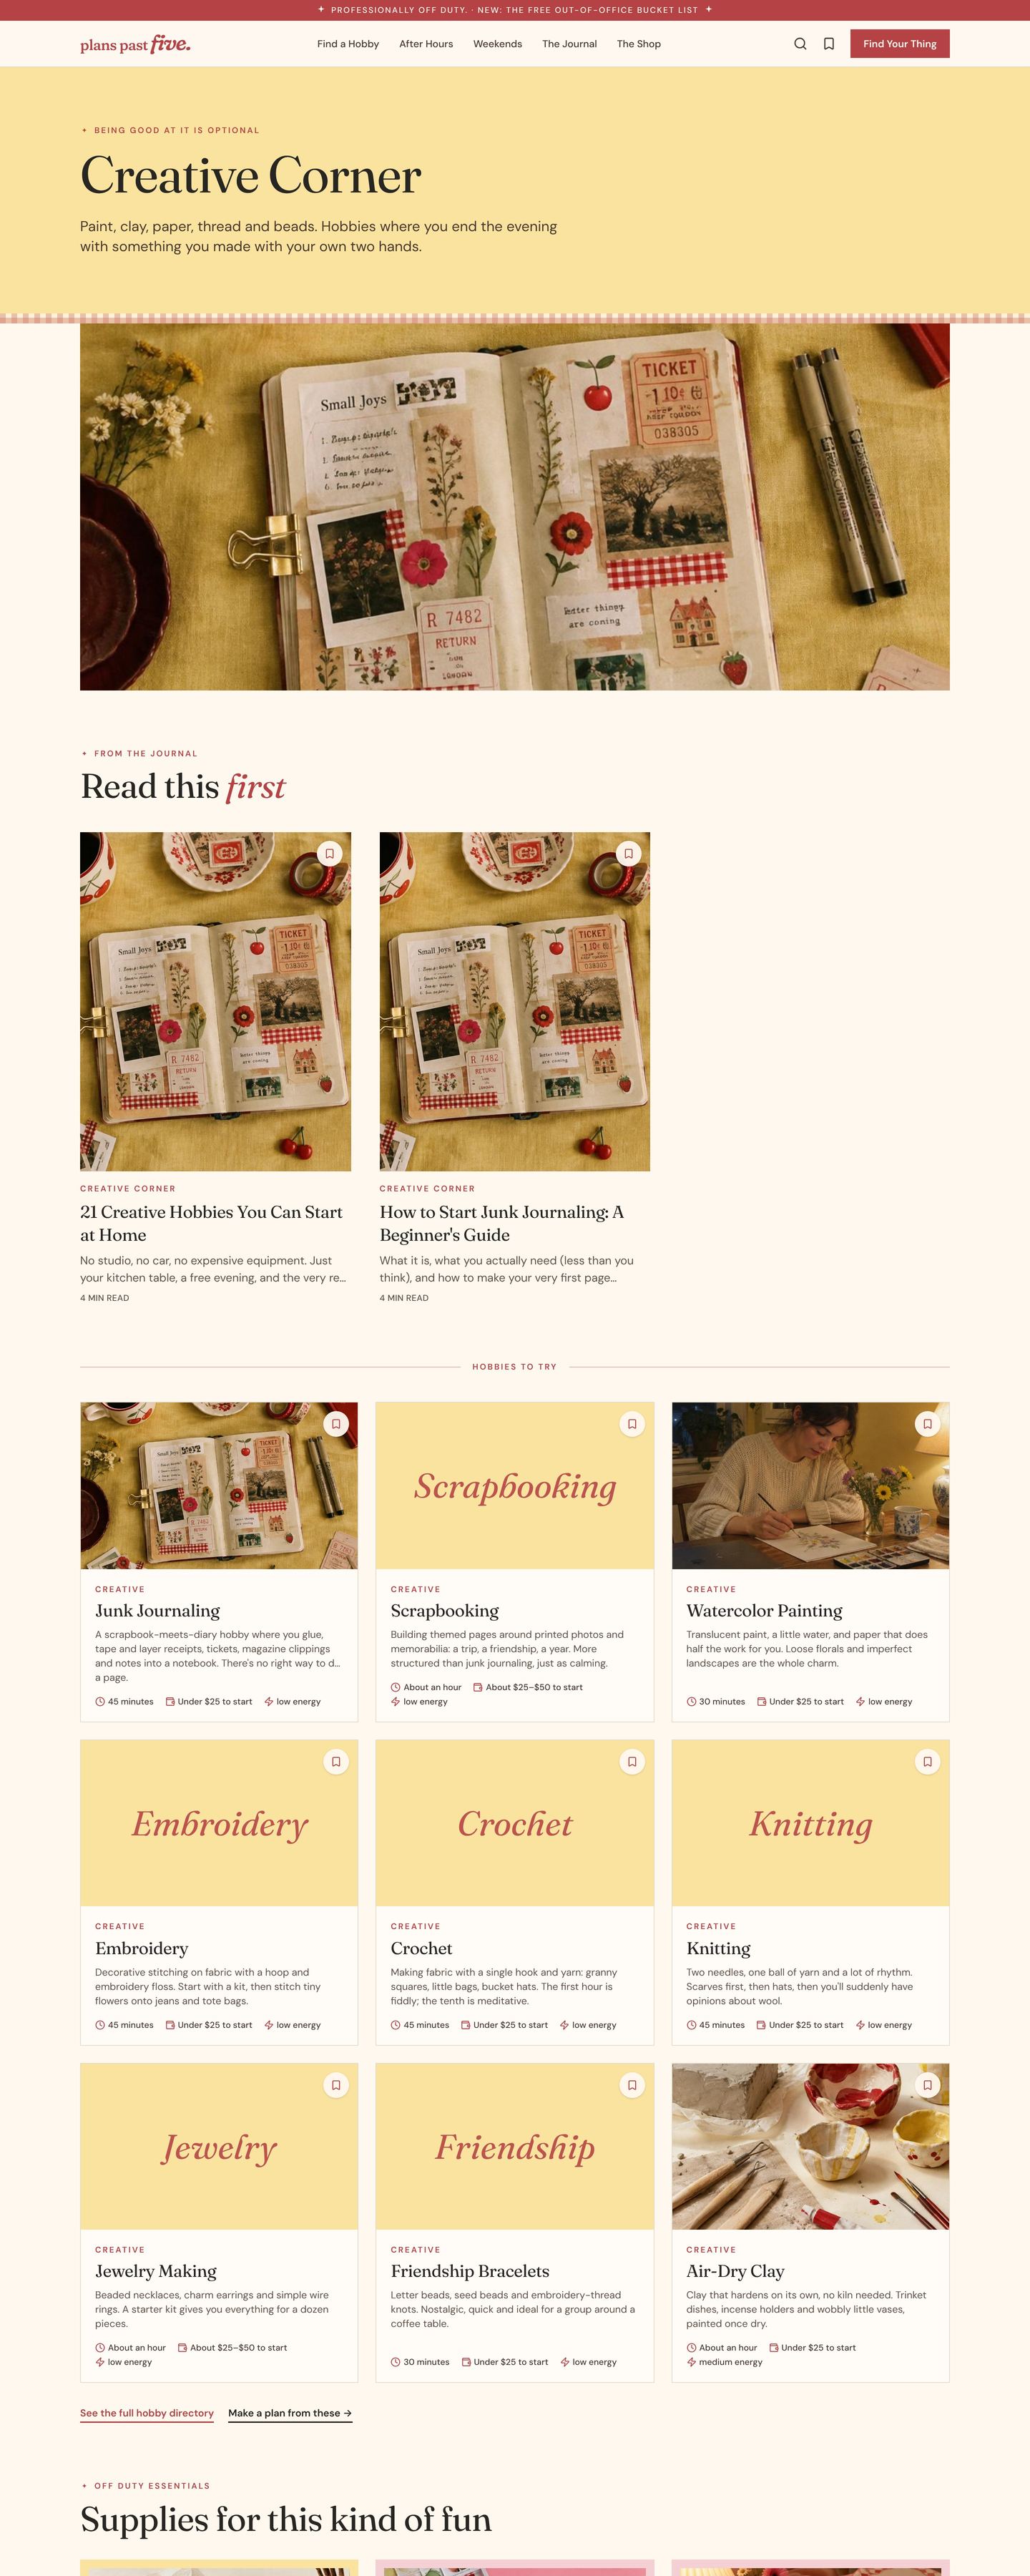 PROFESSIONALLY OFF DUTY. · NEW: THE FREE OUT-OF-OFFICE BUCKET LIST
plans past five.
Find a Hobby
After Hours
Weekends
The Journal
The Shop
Find Your Thing
BEING GOOD AT IT IS OPTIONAL
Creative Corner
Paint, clay, paper, thread and beads. Hobbies where you end the evening
with something you made with your own two hands.
Small Joys
TICKET
038305
R 7482
RETURN
LONDON
Better things
are coming
FROM THE JOURNAL
Read this first
Small Joys
TICKET
038305
R 7482
RETURN
Better things
are coming
Small Joys
TICKET
038305
R 7482
RETURN
Better things
are coming
CREATIVE CORNER
21 Creative Hobbies You Can Start
at Home
No studio, no car, no expensive equipment. Just
your kitchen table, a free evening, and the very re...
4 MIN READ
CREATIVE CORNER
How to Start Junk Journaling: A
Beginner's Guide
What it is, what you actually need (less than you
think), and how to make your very first page...
4 MIN READ
HOBBIES TO TRY
CREATIVE
Junk Journaling
A scrapbook-meets-diary hobby where you glue,
tape and layer receipts, tickets, magazine clippings
and notes into a notebook. There's no right way to d...
a page.
45 minutes
Under $25 to start
low energy
Scrapbooking
CREATIVE
Scrapbooking
Building themed pages around printed photos and
memorabilia: a trip, a friendship, a year. More
structured than junk journaling, just as calming.
About an hour
About $25–$50 to start
low energy
CREATIVE
Watercolor Painting
Translucent paint, a little water, and paper that does
half the work for you. Loose florals and imperfect
landscapes are the whole charm.
30 minutes
Under $25 to start
low energy
Embroidery
CREATIVE
Embroidery
Decorative stitching on fabric with a hoop and
embroidery floss. Start with a kit, then stitch tiny
flowers onto jeans and tote bags.
45 minutes
Under $25 to start
low energy
Crochet
CREATIVE
Crochet
Making fabric with a single hook and yarn: granny
squares, little bags, bucket hats. The first hour is
fiddly; the tenth is meditative.
45 minutes
Under $25 to start
low energy
Knitting
CREATIVE
Knitting
Two needles, one ball of yarn and a lot of rhythm.
Scarves first, then hats, then you'll suddenly have
opinions about wool.
45 minutes
Under $25 to start
low energy
Jewelry
CREATIVE
Jewelry Making
Beaded necklaces, charm earrings and simple wire
rings. A starter kit gives you everything for a dozen
pieces.
About an hour
About $25–$50 to start
low energy
Friendship
CREATIVE
Friendship Bracelets
Letter beads, seed beads and embroidery-thread
knots. Nostalgic, quick and ideal for a group around a
coffee table.
30 minutes
Under $25 to start
low energy
CREATIVE
Air-Dry Clay
Clay that hardens on its own, no kiln needed. Trinket
dishes, incense holders and wobbly little vases,
painted once dry.
About an hour
Under $25 to start
medium energy
See the full hobby directory
Make a plan from these →
OFF DUTY ESSENTIALS
Supplies for this kind of fun